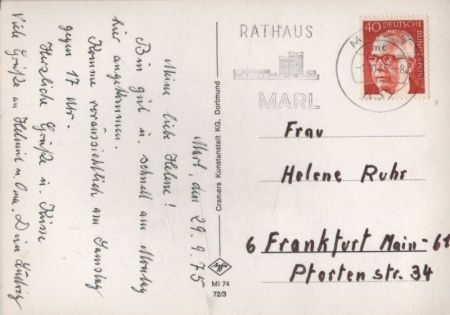 Marl, den 29.9.75
Meine liebe Helene!
Bin gut u. schnell am Montag
hier angekommen.
Komme voraussichtlich am Samstag
gegen 17 Uhr.
Herzliche Grüße u. Küsse
Viele Grüße an Helmut u. Oma. Dein Ludwig
Cramers Kunstanstalt KG, Dortmund
MI 74
72/3
RATHAUS
MARL
40
DEUTSCHE BUNDESPOST
Frau
Helene Ruhr
6 Frankfurt Main-61
Pforten str. 34